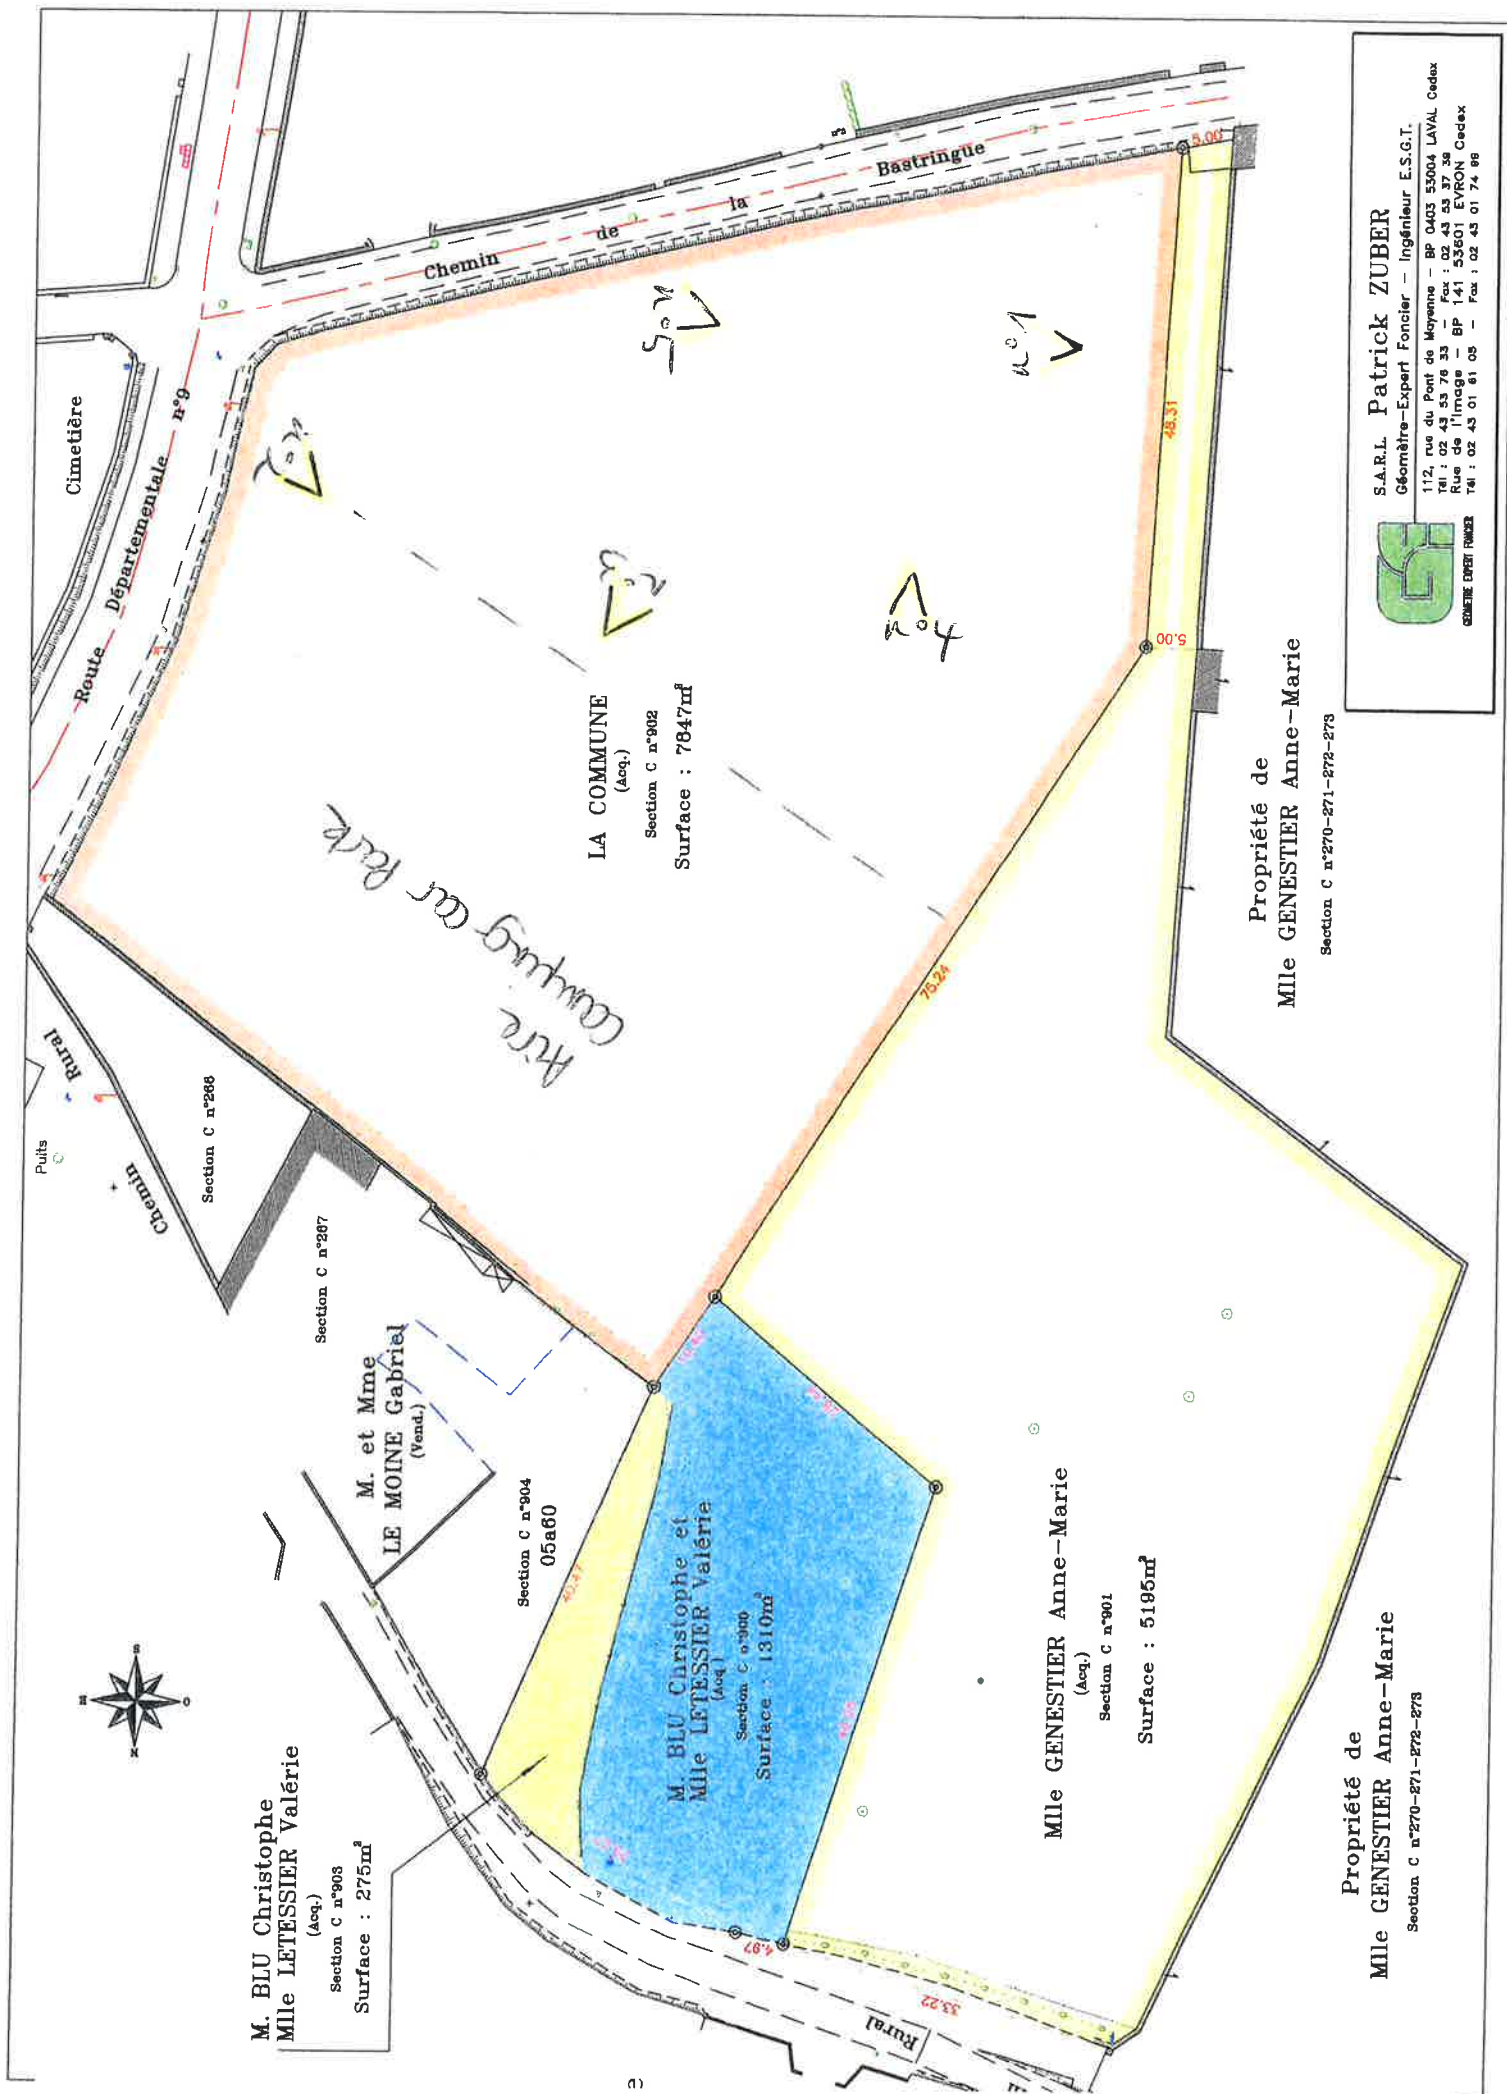 Cimetière
Route Départementale n°9
Chemin de la Bastringue
n°2
5.00
n°5
n°1
n°2
n°3
n°4
48.31
5.00
LA COMMUNE
(Acq.)
Section C n°902
Surface : 7847m²
Aire
Camping Car Park
75.24
Puits
Chemin Rural
Section C n°268
Section C n°267
M. et Mme
LE MOINE Gabriel
(Vend.)
Section C n°904
05a60
40.47
M. BLU Christophe et
Mlle LETESSIER Valérie
(Acq.)
Section C n°900
Surface : 1310m²
M. BLU Christophe
Mlle LETESSIER Valérie
(Acq.)
Section C n°903
Surface : 275m²
4.97
33.22
Rural
Mlle GENESTIER Anne-Marie
(Acq.)
Section C n°901
Surface : 5195m²
Propriété de
Mlle GENESTIER Anne-Marie
Section C n°270-271-272-273
Propriété de
Mlle GENESTIER Anne-Marie
Section C n°270-271-272-273
S
E
O
N
S.A.R.L. Patrick ZUBER
Géomètre-Expert Foncier - Ingénieur E.S.G.T.
112, rue du Pont de Mayenne - BP 0403 53004 LAVAL Cedex
Tél : 02 43 53 76 33 - Fax : 02 43 53 37 39
Rue de l'Image - BP 141 53601 EVRON Cedex
Tél : 02 43 01 61 05 - Fax : 02 43 01 74 89
GEOMETRE EXPERT FONCIER